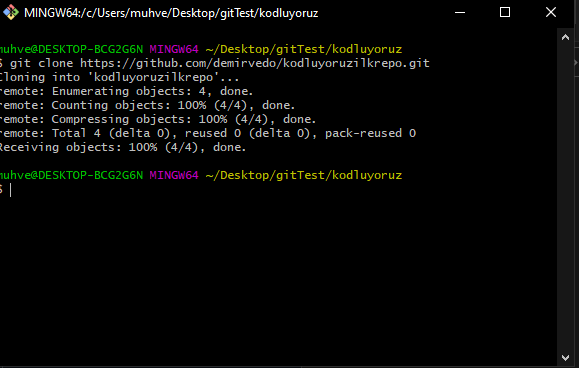 MINGW64:/c/Users/muhve/Desktop/gitTest/kodluyoruz
muhve@DESKTOP-BCG2G6N MINGW64 ~/Desktop/gitTest/kodluyoruz
$ git clone https://github.com/demirvedo/kodluyoruzilkrepo.git
Cloning into 'kodluyoruzilkrepo'...
remote: Enumerating objects: 4, done.
remote: Counting objects: 100% (4/4), done.
remote: Compressing objects: 100% (4/4), done.
remote: Total 4 (delta 0), reused 0 (delta 0), pack-reused 0
Receiving objects: 100% (4/4), done.
muhve@DESKTOP-BCG2G6N MINGW64 ~/Desktop/gitTest/kodluyoruz
$